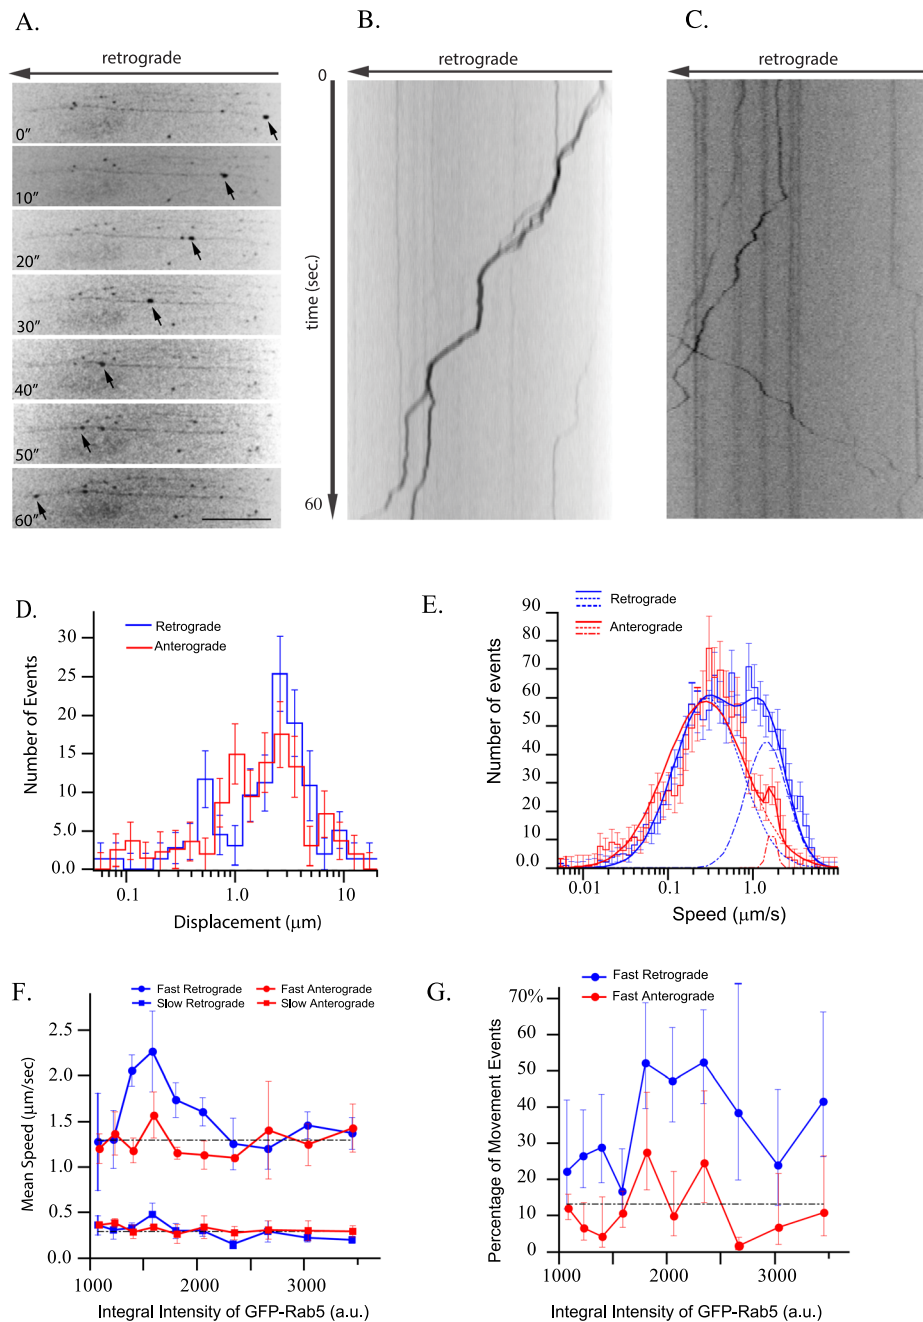 A.
B.
C.
retrograde
retrograde
retrograde
0
0″
10″
20″
30″
40″
50″
60″
time (sec.)
60
D.
Retrograde
Anterograde
Number of Events
30
25
20
15
10
5.0
0.0
0.1
1.0
10
Displacement (μm)
E.
Retrograde
Anterograde
Number of events
90
80
70
60
50
40
30
20
10
0.0
0.01
0.1
1.0
Speed (μm/s)
F.
Fast Retrograde
Fast Anterograde
Slow Retrograde
Slow Anterograde
Mean Speed (μm/sec)
2.5
2.0
1.5
1.0
0.5
0.0
1000
2000
3000
Integral Intensity of GFP-Rab5 (a.u.)
G.
Fast Retrograde
Fast Anterograde
Percentage of Movement Events
70%
60
50
40
30
20
10
0
1000
2000
3000
Integral Intensity of GFP-Rab5 (a.u.)